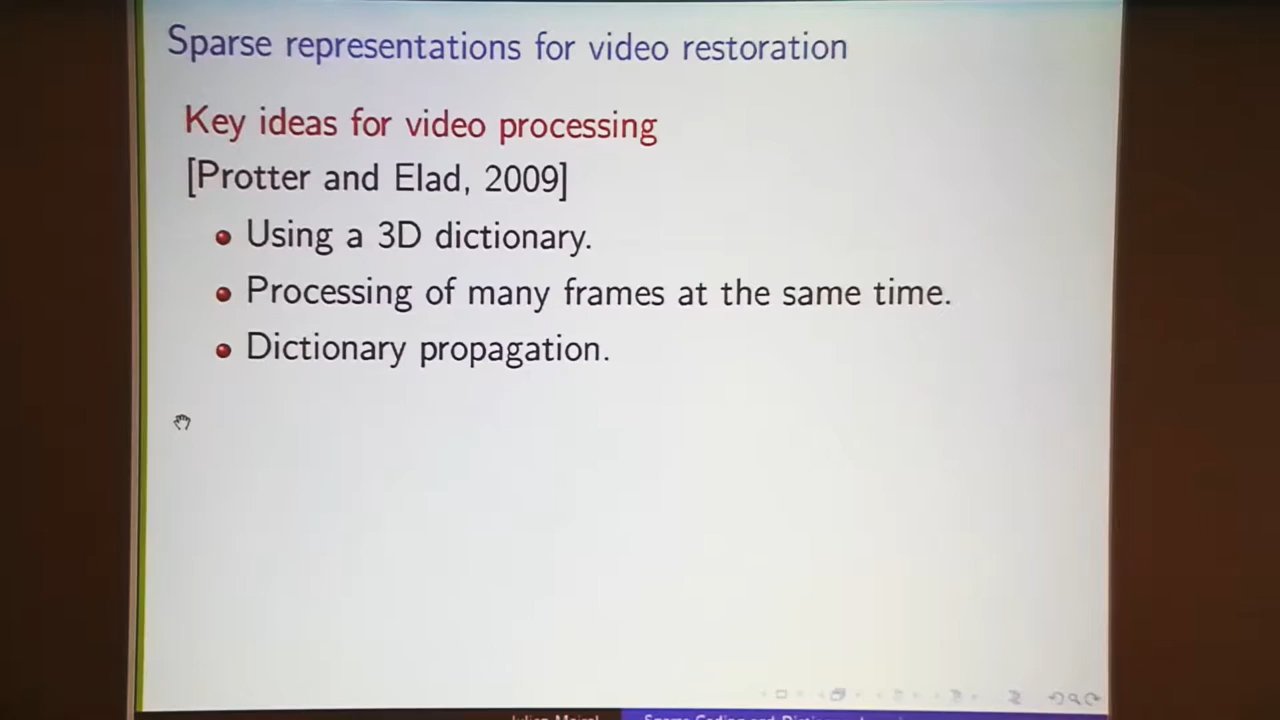 Sparse representations for video restoration
Key ideas for video processing
[Protter and Elad, 2009]
Using a 3D dictionary.
Processing of many frames at the same time.
Dictionary propagation.